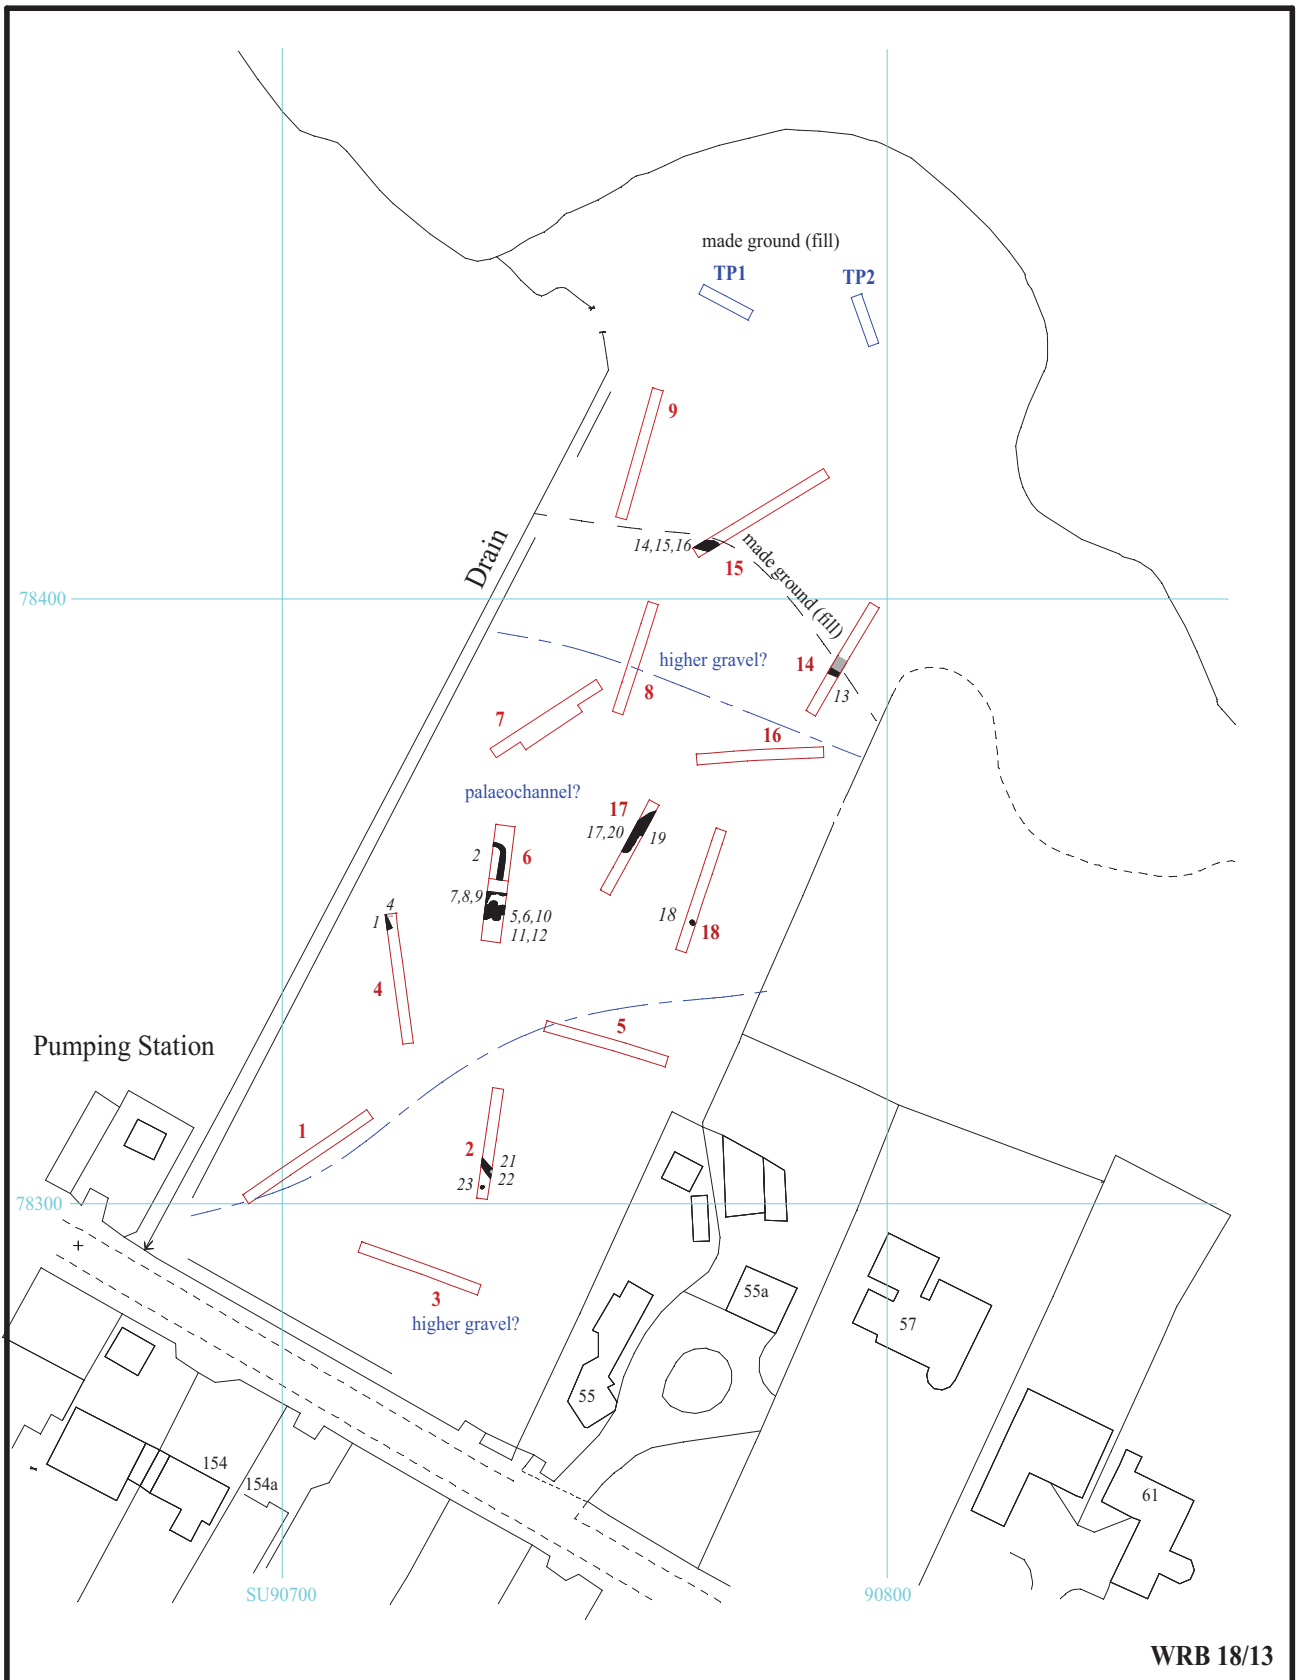 made ground (fill)
TP1
TP2
9
Drain
14,15,16
15
made ground (fill)
78400
higher gravel?
14
13
8
7
16
palaeochannel?
17
17,20
19
2
6
7,8,9
5,6,10
11,12
4
1
18
18
4
5
Pumping Station
1
2
21
22
23
78300
3
higher gravel?
55a
57
55
154
154a
61
SU90700
90800
WRB 18/13